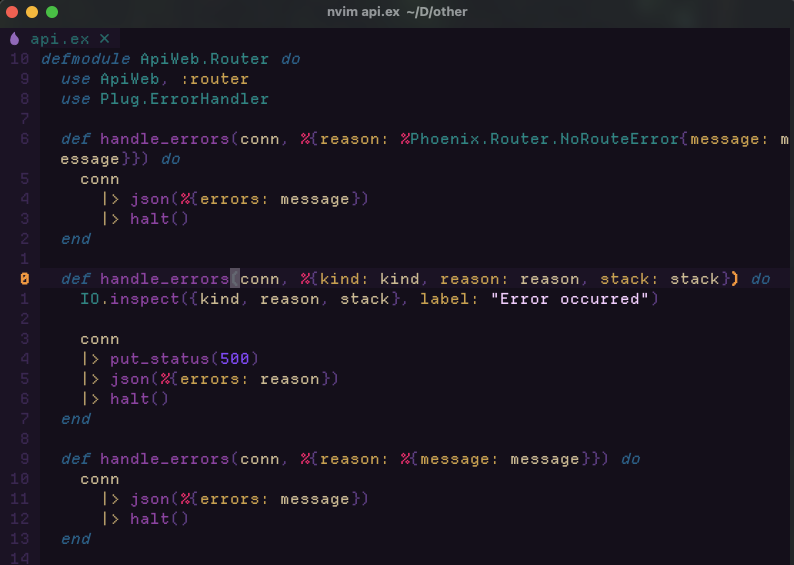 nvim api.ex ~/D/other
api.ex ✕
10 defmodule ApiWeb.Router do
9 use ApiWeb, :router
8 use Plug.ErrorHandler
7
6 def handle_errors(conn, %{reason: %Phoenix.Router.NoRouteError{message: m
essage}}) do
5 conn
4 |> json(%{errors: message})
3 |> halt()
2 end
1
0 def handle_errors(conn, %{kind: kind, reason: reason, stack: stack}) do
1 IO.inspect({kind, reason, stack}, label: "Error occurred")
2
3 conn
4 |> put_status(500)
5 |> json(%{errors: reason})
6 |> halt()
7 end
8
9 def handle_errors(conn, %{reason: %{message: message}}) do
10 conn
11 |> json(%{errors: message})
12 |> halt()
13 end
14